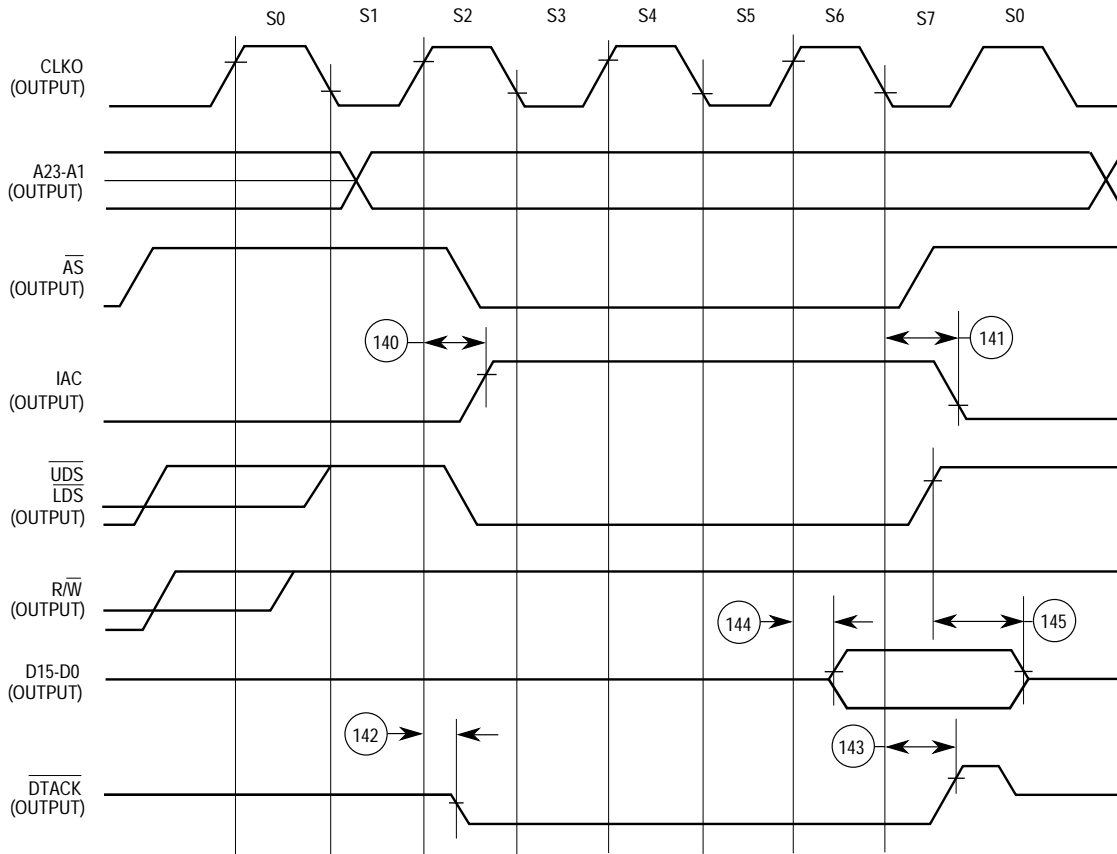 S0 S1 S2 S3 S4 S5 S6 S7 S0
CLKO
(OUTPUT)
A23-A1
(OUTPUT)
AS
(OUTPUT)
140
141
IAC
(OUTPUT)
UDS
LDS
(OUTPUT)
R/W
(OUTPUT)
144
145
D15-D0
(OUTPUT)
142
143
DTACK
(OUTPUT)